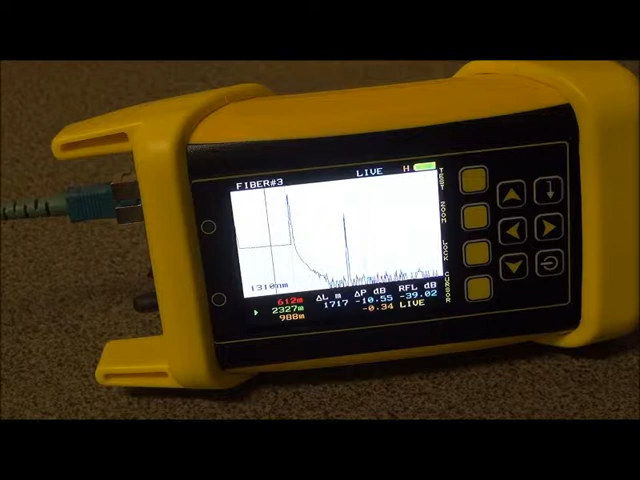 FIBER#3 LIVE H
TEST
ZOOM
LOCK
CURSOR
1310nm
ΔL m ΔP dB RFL dB
612m
2327m 1717 -10.55 -39.02
988m -0.34 LIVE